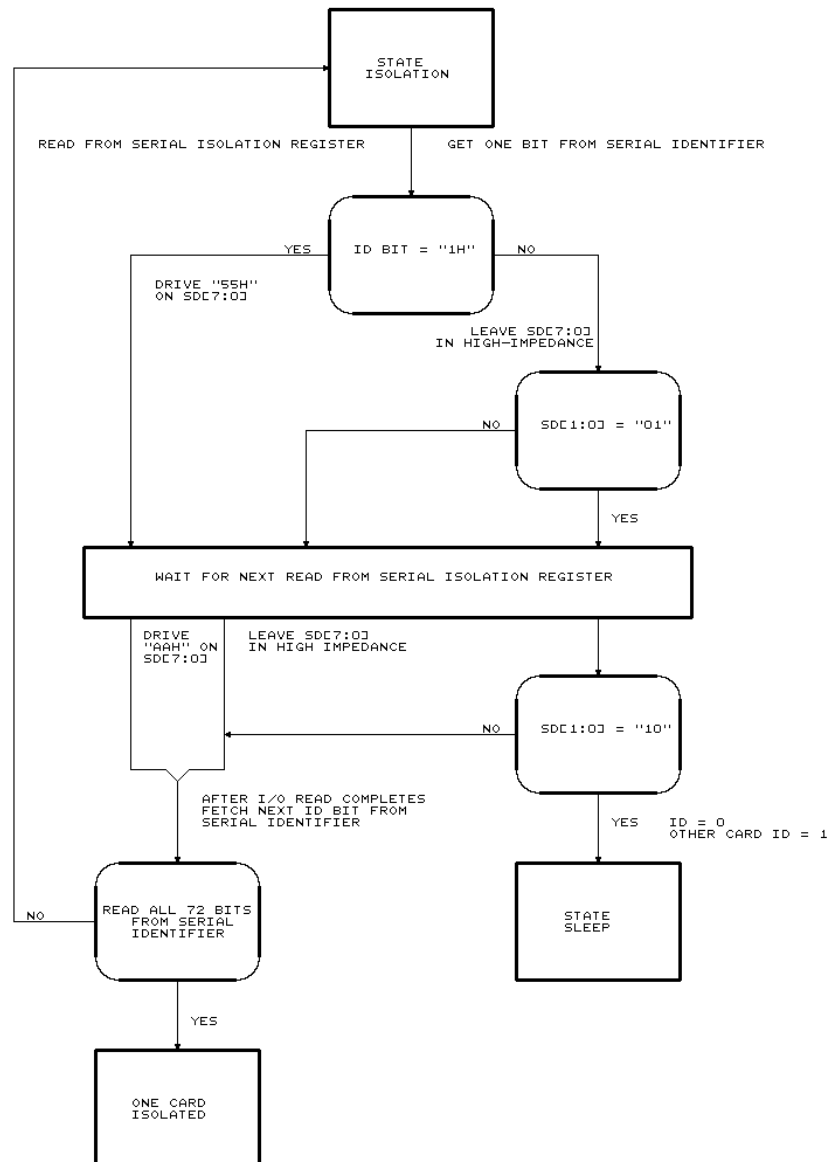 STATE
ISOLATION
READ FROM SERIAL ISOLATION REGISTER
GET ONE BIT FROM SERIAL IDENTIFIER
YES
ID BIT = "1H"
NO
DRIVE "55H"
ON SD[7:0]
LEAVE SD[7:0]
IN HIGH-IMPEDANCE
NO
SD[1:0] = "01"
YES
WAIT FOR NEXT READ FROM SERIAL ISOLATION REGISTER
DRIVE
"AAH" ON
SD[7:0]
LEAVE SD[7:0]
IN HIGH IMPEDANCE
NO
SD[1:0] = "10"
AFTER I/O READ COMPLETES
FETCH NEXT ID BIT FROM
SERIAL IDENTIFIER
YES
ID = 0
OTHER CARD ID = 1
NO
READ ALL 72 BITS
FROM SERIAL
IDENTIFIER
STATE
SLEEP
YES
ONE CARD
ISOLATED